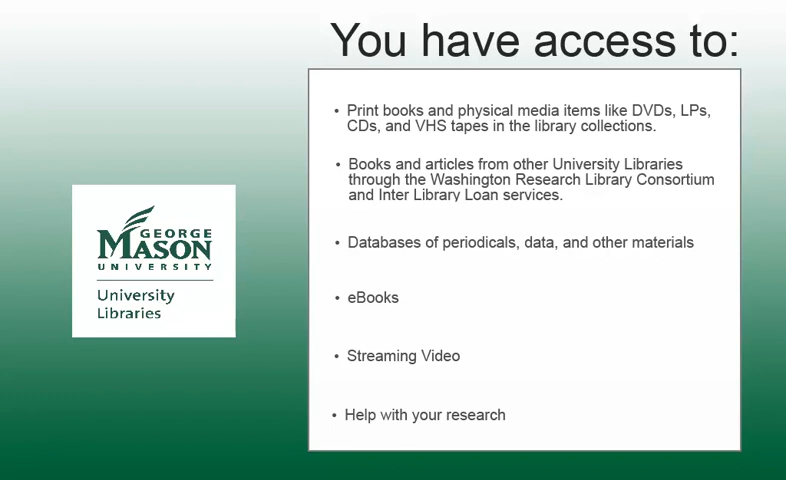 You have access to:
• Print books and physical media items like DVDs, LPs,
CDs, and VHS tapes in the library collections.
• Books and articles from other University Libraries
through the Washington Research Library Consortium
and Inter Library Loan services.
• Databases of periodicals, data, and other materials
• eBooks
• Streaming Video
• Help with your research
GEORGE
MASON
UNIVERSITY
University
Libraries